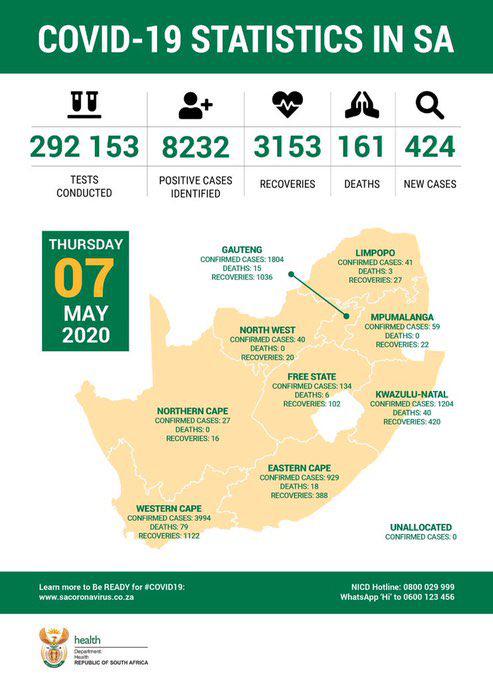 COVID-19 STATISTICS IN SA
292 153
TESTS
CONDUCTED
8232
POSITIVE CASES
IDENTIFIED
3153
RECOVERIES
161
DEATHS
424
NEW CASES
THURSDAY
07
MAY
2020
GAUTENG
CONFIRMED CASES: 1804
DEATHS: 15
RECOVERIES: 1036
LIMPOPO
CONFIRMED CASES: 41
DEATHS: 3
RECOVERIES: 27
MPUMALANGA
CONFIRMED CASES: 59
DEATHS: 0
RECOVERIES: 22
NORTH WEST
CONFIRMED CASES: 40
DEATHS: 0
RECOVERIES: 20
FREE STATE
CONFIRMED CASES: 134
DEATHS: 6
RECOVERIES: 102
KWAZULU-NATAL
CONFIRMED CASES: 1204
DEATHS: 40
RECOVERIES: 420
NORTHERN CAPE
CONFIRMED CASES: 27
DEATHS: 0
RECOVERIES: 16
EASTERN CAPE
CONFIRMED CASES: 929
DEATHS: 18
RECOVERIES: 388
WESTERN CAPE
CONFIRMED CASES: 3994
DEATHS: 79
RECOVERIES: 1122
UNALLOCATED
CONFIRMED CASES: 0
Learn more to Be READY for #COVID19:
www.sacoronavirus.co.za
NICD Hotline: 0800 029 999
WhatsApp 'Hi' to 0600 123 456
health
Department:
Health
REPUBLIC OF SOUTH AFRICA